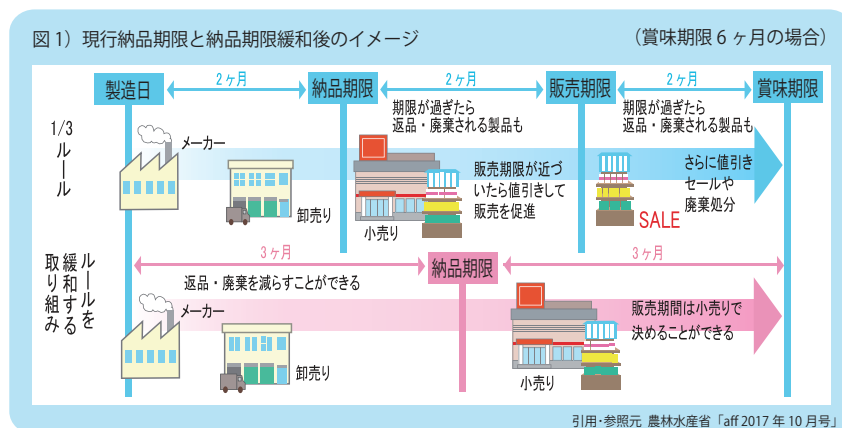 図1）現行納品期限と納品期限緩和後のイメージ
（賞味期限6ヶ月の場合）
製造日
2ヶ月
納品期限
2ヶ月
販売期限
2ヶ月
賞味期限
1/3ルール
メーカー
卸売り
期限が過ぎたら
返品・廃棄される製品も
小売り
販売期限が近づ
いたら値引きして
販売を促進
期限が過ぎたら
返品・廃棄される製品も
SALE
さらに値引き
セールや
廃棄処分
ルールを
緩和する
取り組み
3ヶ月
納品期限
3ヶ月
返品・廃棄を減らすことができる
メーカー
卸売り
小売り
販売期間は小売りで
決めることができる
引用・参照元 農林水産省「aff 2017年10月号」